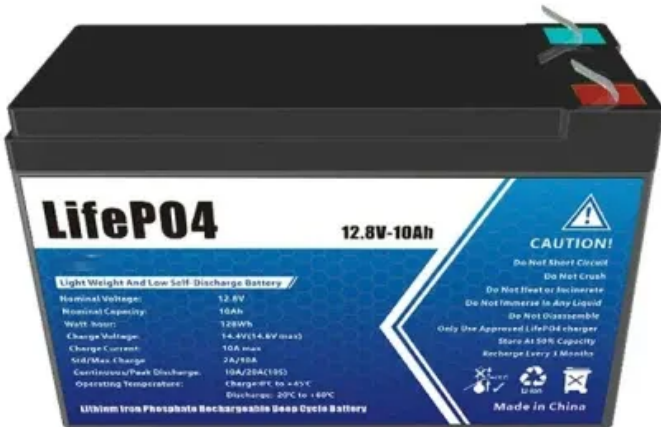 LifePO4
12.8V-10Ah
Light Weight And Low Self-Discharge Battery
Nominal Voltage: 12.8V
Nominal Capacity: 10Ah
Watt-hour: 128Wh
Charge Voltage: 14.4V(14.6V max)
Charge Current: 10A max
Std/Max.Charge 2A/10A
Continuous/Peak Discharge: 10A/20A(10S)
Operating Temperature: Charge:0℃ to +45℃
Discharge: -20℃ to +60℃
Lithium Iron Phosphate Rechargeable Deep Cycle Battery
CAUTION!
Do Not Short Circuit
Do Not Crush
Do Not Heat or Incinerate
Do Not Immerse In Any Liquid
Do Not Disassemble
Only Use Approved LifePO4 charger
Store At 50% Capacity
Recharge Every 3 Months
Li-ion
Made in China